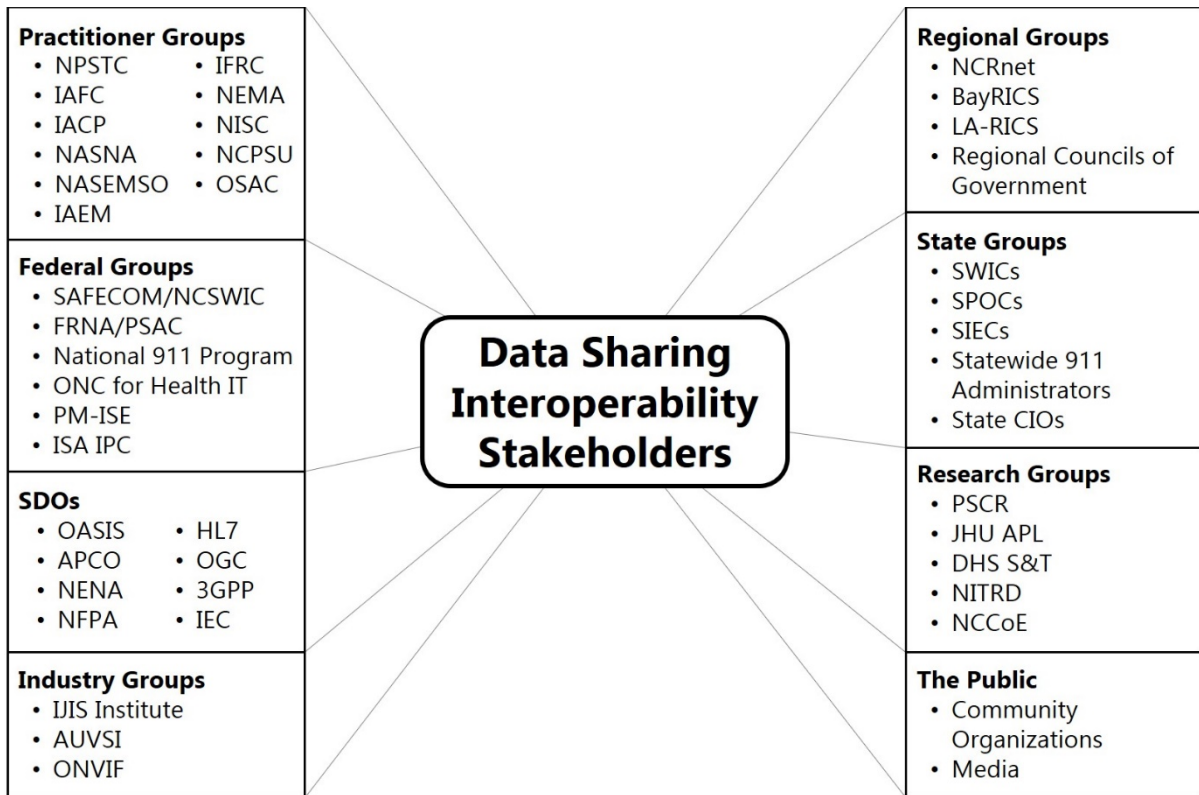 Practitioner Groups
• NPSTC
• IAFC
• IACP
• NASNA
• NASEMSO
• IAEM
• IFRC
• NEMA
• NISC
• NCPSU
• OSAC
Federal Groups
• SAFECOM/NCSWIC
• FRNA/PSAC
• National 911 Program
• ONC for Health IT
• PM-ISE
• ISA IPC
SDOs
• OASIS
• APCO
• NENA
• NFPA
• HL7
• OGC
• 3GPP
• IEC
Industry Groups
• IJIS Institute
• AUVSI
• ONVIF
Data Sharing
Interoperability
Stakeholders
Regional Groups
• NCRnet
• BayRICS
• LA-RICS
• Regional Councils of
Government
State Groups
• SWICs
• SPOCs
• SIECs
• Statewide 911
Administrators
• State CIOs
Research Groups
• PSCR
• JHU APL
• DHS S&T
• NITRD
• NCCoE
The Public
• Community
Organizations
• Media